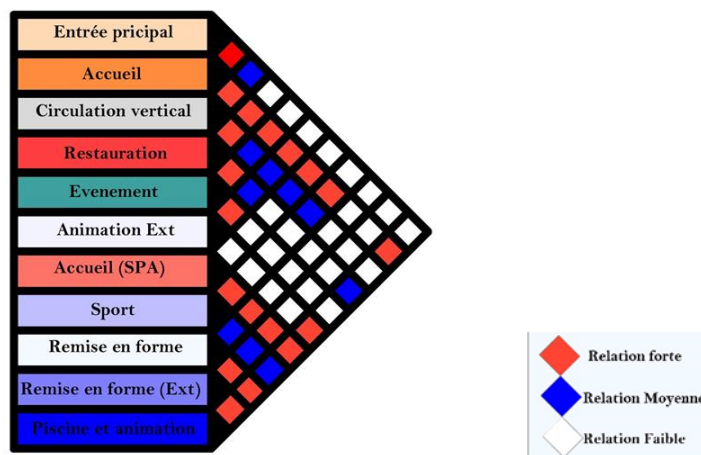 Entrée pricipal
Accueil
Circulation vertical
Restauration
Evenement
Animation Ext
Accueil (SPA)
Sport
Remise en forme
Remise en forme (Ext)
Piscine et animation
Relation forte
Relation Moyenne
Relation Faible